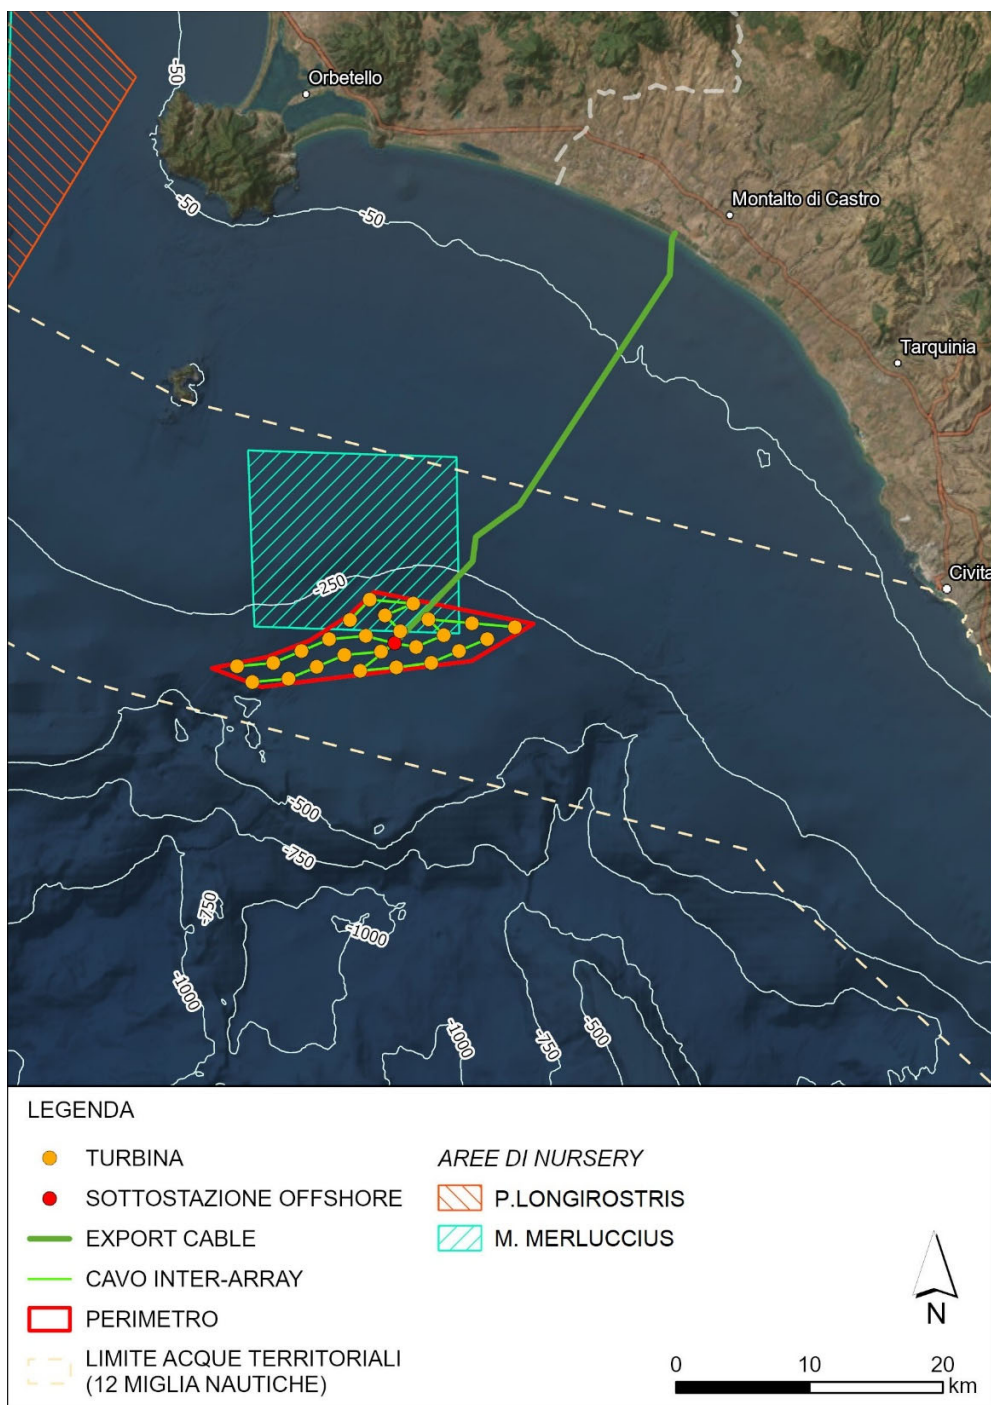 -50
Orbetello
-50
-50
Montalto di Castro
Tarquinia
Civita
-250
-500
-750
-750
-1000
-1000
-1000
-750
-500
LEGENDA
TURBINA
SOTTOSTAZIONE OFFSHORE
EXPORT CABLE
CAVO INTER-ARRAY
PERIMETRO
LIMITE ACQUE TERRITORIALI
(12 MIGLIA NAUTICHE)
AREE DI NURSERY
P.LONGIROSTRIS
M. MERLUCCIUS
N
0 10 20
km